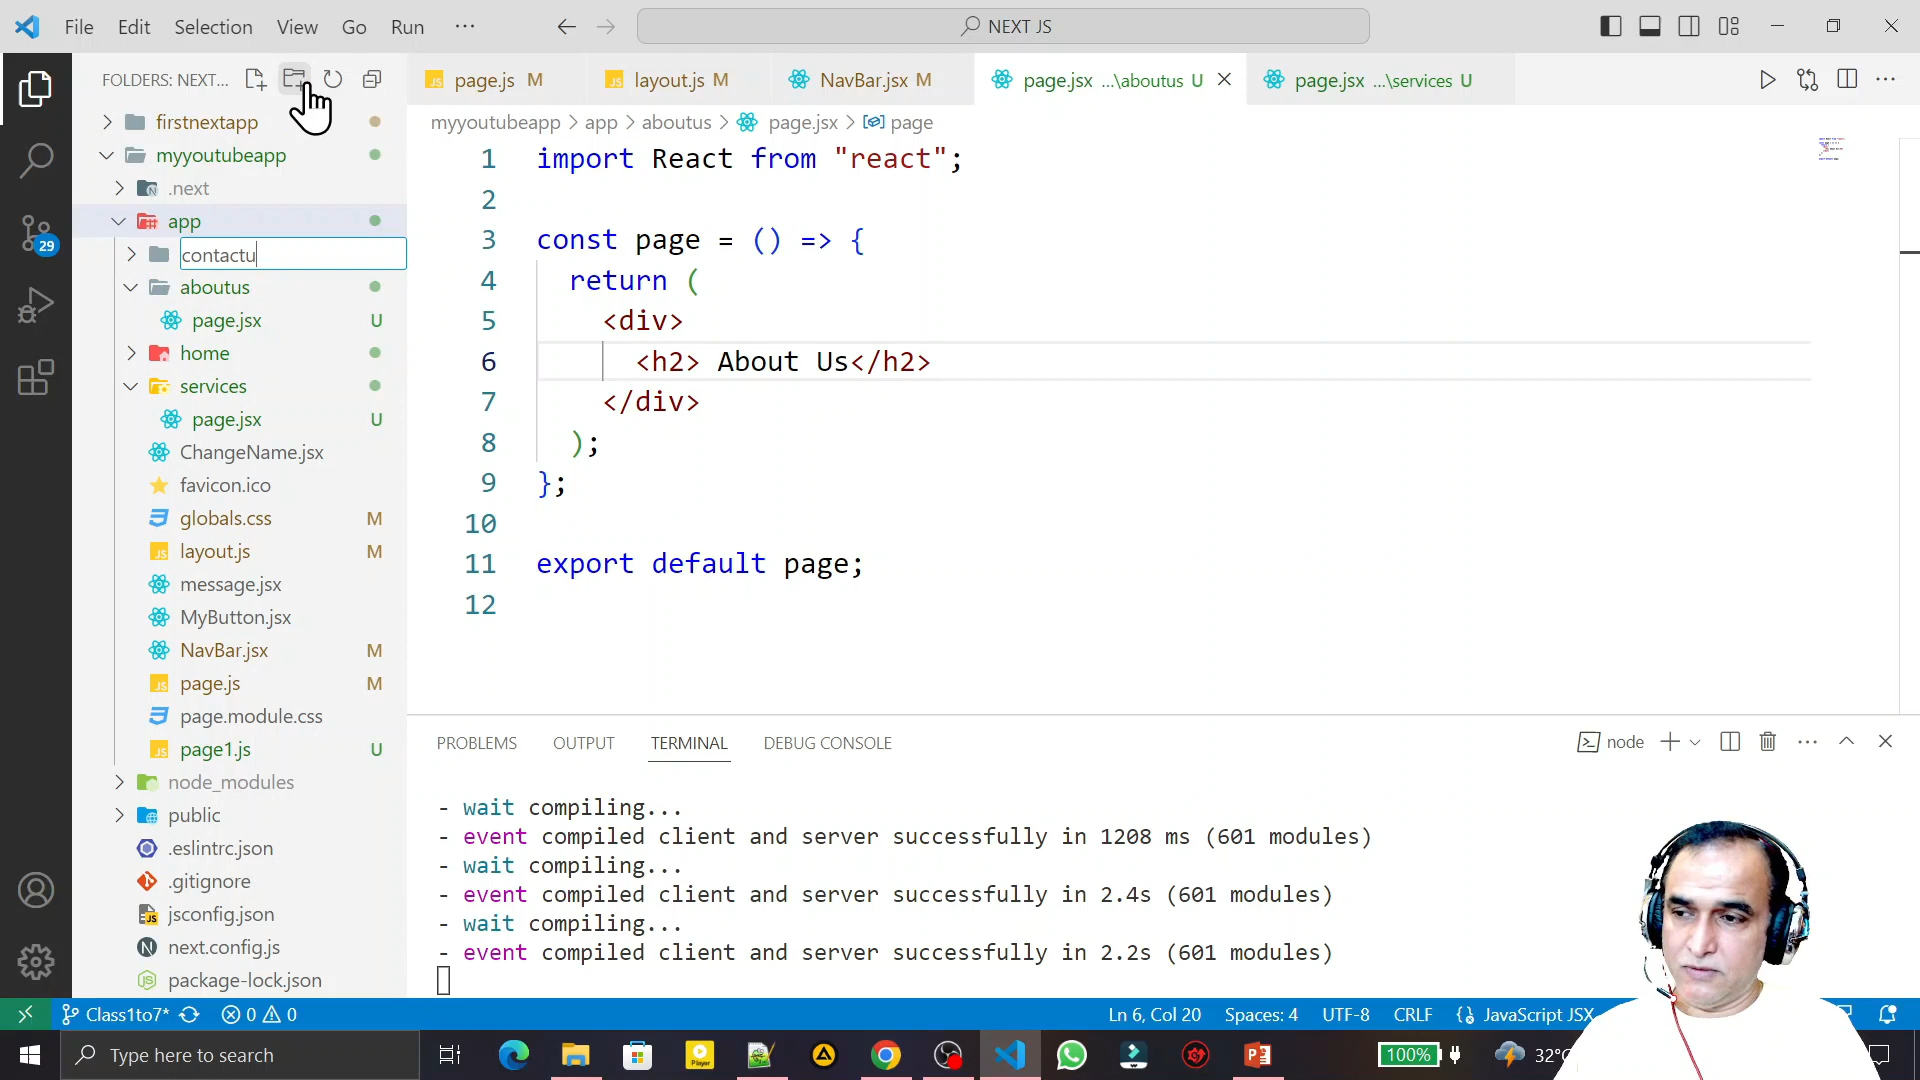 File Edit Selection View Go Run ··· NEXT JS
FOLDERS: NEXT...
page.js M layout.js M NavBar.jsx M page.jsx ...\aboutus U page.jsx ...\services U
myyoutubeapp > app > aboutus > page.jsx > page
firstnextapp
myyoutubeapp
.next
app
contactu
aboutus
page.jsx U
home
services
page.jsx U
ChangeName.jsx
favicon.ico
globals.css M
layout.js M
message.jsx
MyButton.jsx
NavBar.jsx M
page.js M
page.module.css
page1.js U
node_modules
public
.eslintrc.json
.gitignore
jsconfig.json
next.config.js
package-lock.json
29
1 import React from "react";
2
3 const page = () => {
4 return (
5 <div>
6 <h2> About Us</h2>
7 </div>
8 );
9 };
10
11 export default page;
12
PROBLEMS OUTPUT TERMINAL DEBUG CONSOLE node
- wait compiling...
- event compiled client and server successfully in 1208 ms (601 modules)
- wait compiling...
- event compiled client and server successfully in 2.4s (601 modules)
- wait compiling...
- event compiled client and server successfully in 2.2s (601 modules)
Class1to7* 0 0 Ln 6, Col 20 Spaces: 4 UTF-8 CRLF JavaScript JSX
Type here to search Player 100% 32°C